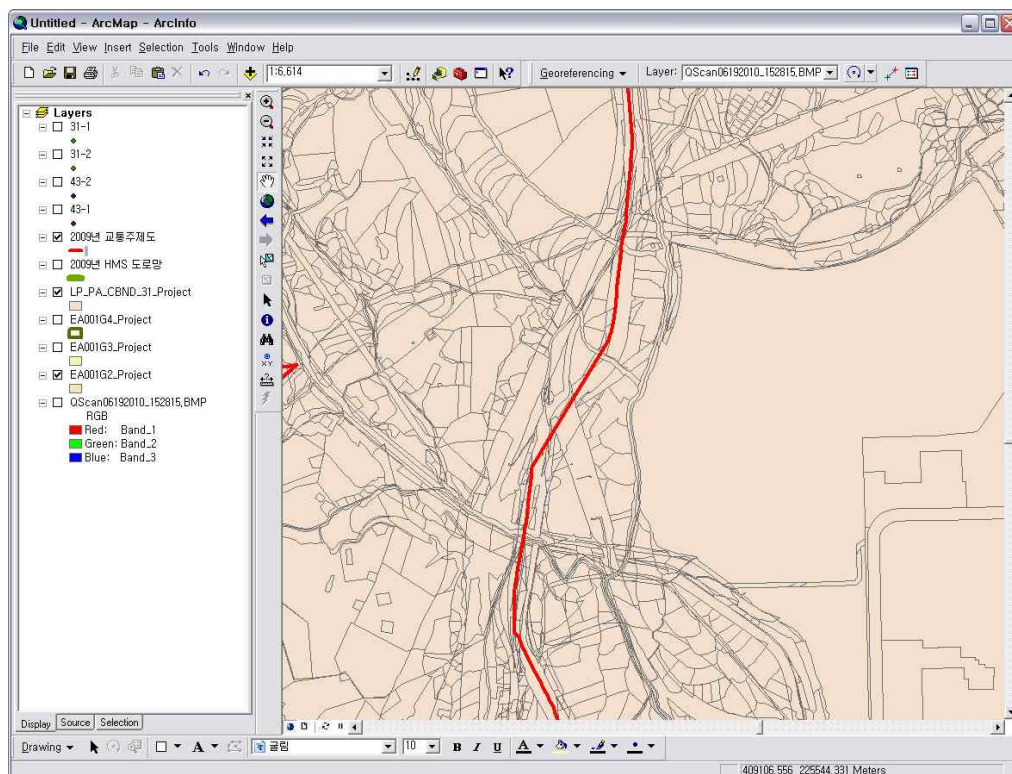 Untitled - ArcMap - ArcInfo
File Edit View Insert Selection Tools Window Help
1:6,614
Georeferencing Layer: QScan06192010_152815,BMP
Layers
31-1
31-2
43-2
43-1
2009년 교통주제도
2009년 HMS 도로망
LP_PA_CBND_31_Project
EA001G4_Project
EA001G3_Project
EA001G2_Project
QScan06192010_152815,BMP
RGB
Red: Band_1
Green: Band_2
Blue: Band_3
XY
Display Source Selection
Drawing A 굴림 10 B I U A
409106,556 225544,331 Meters